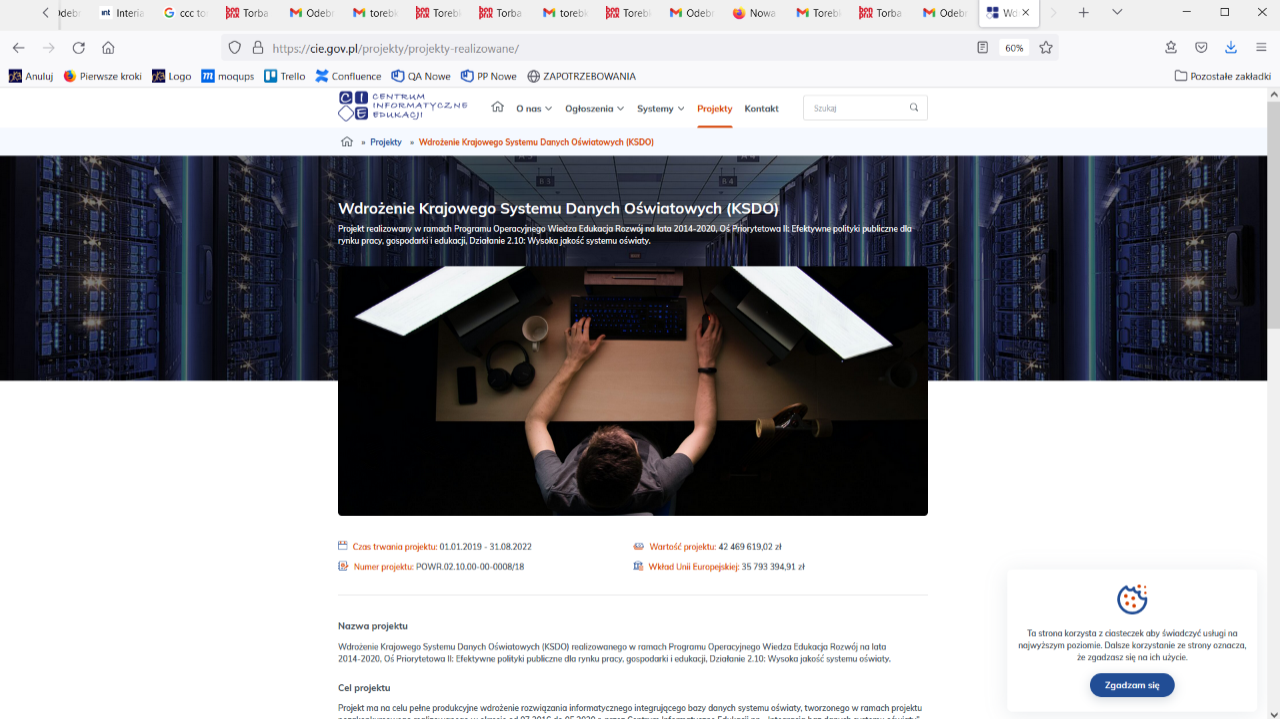 Odebr
Interia
ccc to
Torba
Odebr
torebk
Torebk
Torba
torebk
Torebk
Odebr
Nowa
Torebk
Torba
Odebr
Wdr
https://cie.gov.pl/projekty/projekty-realizowane/
60%
Anuluj
Pierwsze kroki
Logo
moqups
Trello
Confluence
QA Nowe
PP Nowe
ZAPOTRZEBOWANIA
Pozostałe zakładki
CENTRUM
INFORMATYCZNE
EDUKACJI
O nas
Ogłoszenia
Systemy
Projekty
Kontakt
Szukaj
» Projekty » Wdrożenie Krajowego Systemu Danych Oświatowych (KSDO)
Wdrożenie Krajowego Systemu Danych Oświatowych (KSDO)
Projekt realizowany w ramach Programu Operacyjnego Wiedza Edukacja Rozwój na lata 2014-2020, Oś Priorytetowa II: Efektywne polityki publiczne dla
rynku pracy, gospodarki i edukacji, Działanie 2.10: Wysoka jakość systemu oświaty.
Czas trwania projektu: 01.01.2019 - 31.08.2022
Wartość projektu: 42 469 619,02 zł
Numer projektu: POWR.02.10.00-00-0008/18
Wkład Unii Europejskiej: 35 793 394,91 zł
Nazwa projektu
Wdrożenie Krajowego Systemu Danych Oświatowych (KSDO) realizowanego w ramach Programu Operacyjnego Wiedza Edukacja Rozwój na lata
2014-2020, Oś Priorytetowa II: Efektywne polityki publiczne dla rynku pracy, gospodarki i edukacji, Działanie 2.10: Wysoka jakość systemu oświaty.
Cel projektu
Projekt ma na celu pełne produkcyjne wdrożenie rozwiązania informatycznego integrującego bazy danych systemu oświaty, tworzonego w ramach projektu
Ta strona korzysta z ciasteczek aby świadczyć usługi na
najwyższym poziomie. Dalsze korzystanie ze strony oznacza,
że zgadzasz się na ich użycie.
Zgadzam się